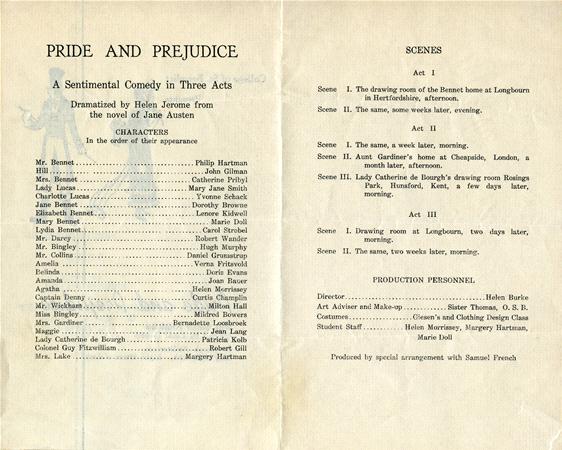 PRIDE AND PREJUDICE
A Sentimental Comedy in Three Acts
Dramatized by Helen Jerome from
the novel of Jane Austen
CHARACTERS
In the order of their appearance
Mr. Bennet Philip Hartman
Hill John Gilman
Mrs. Bennet Catherine Pribyl
Lady Lucas Mary Jane Smith
Charlotte Lucas Yvonne Schack
Jane Bennet Dorothy Browne
Elizabeth Bennet Lenore Kidwell
Mary Bennet Marie Doll
Lydia Bennet Carol Strobel
Mr. Darcy Robert Wander
Mr. Bingley Hugh Murphy
Mr. Collins Daniel Grunstrup
Amelia Verna Fritsvold
Belinda Doris Evans
Amanda Joan Bauer
Agatha Helen Morrissey
Captain Denny Curtis Champlin
Mr. Wickham Milton Hall
Miss Bingley Mildred Bowers
Mrs. Gardiner Bernadette Loosbroek
Maggie Jean Lang
Lady Catherine de Bourgh Patricia Kolb
Colonel Guy Fitzwilliam Robert Gill
Mrs. Lake Margery Hartman
SCENES
Act I
Scene I. The drawing room of the Bennet home at Longbourn
in Hertfordshire, afternoon.
Scene II. The same, some weeks later, evening.
Act II
Scene I. The same, a week later, morning.
Scene II. Aunt Gardiner's home at Cheapside, London, a
month later, afternoon.
Scene III. Lady Catherine de Bourgh's drawing room Rosings
Park, Hunsford, Kent, a few days later,
morning.
Act III
Scene I. Drawing room at Longbourn, two days later,
morning.
Scene II. The same, two weeks later, morning.
PRODUCTION PERSONNEL
Director Helen Burke
Art Adviser and Make-up Sister Thomas, O. S. B.
Costumes Giesen's and Clothing Design Class
Student Staff Helen Morrissey, Margery Hartman,
Marie Doll
Produced by special arrangement with Samuel French